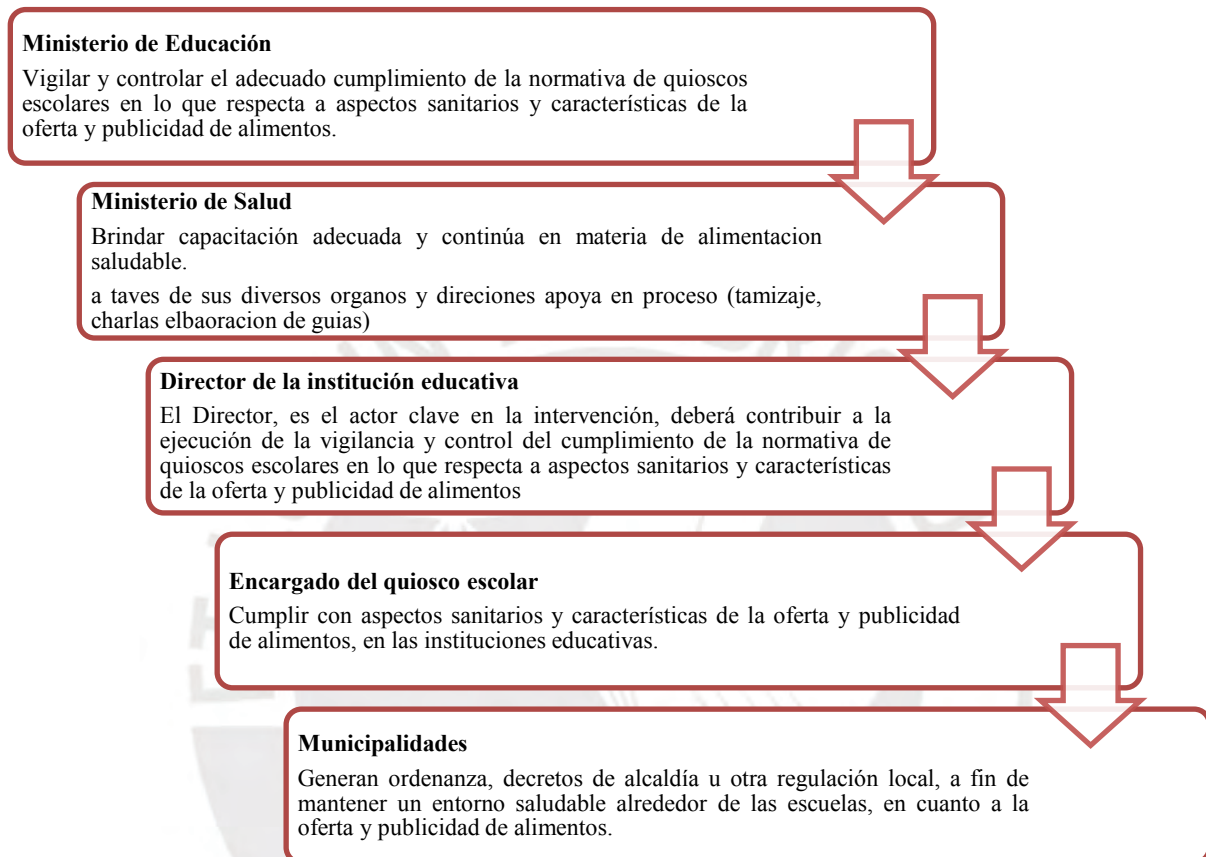 Ministerio de Educación
Vigilar y controlar el adecuado cumplimiento de la normativa de quioscos
escolares en lo que respecta a aspectos sanitarios y características de la
oferta y publicidad de alimentos.
Ministerio de Salud
Brindar capacitación adecuada y continúa en materia de alimentacion
saludable.
a taves de sus diversos organos y direciones apoya en proceso (tamizaje,
charlas elbaoracion de guias)
Director de la institución educativa
El Director, es el actor clave en la intervención, deberá contribuir a la
ejecución de la vigilancia y control del cumplimiento de la normativa de
quioscos escolares en lo que respecta a aspectos sanitarios y características
de la oferta y publicidad de alimentos
Encargado del quiosco escolar
Cumplir con aspectos sanitarios y características de la oferta y publicidad
de alimentos, en las instituciones educativas.
Municipalidades
Generan ordenanza, decretos de alcaldía u otra regulación local, a fin de
mantener un entorno saludable alrededor de las escuelas, en cuanto a la
oferta y publicidad de alimentos.